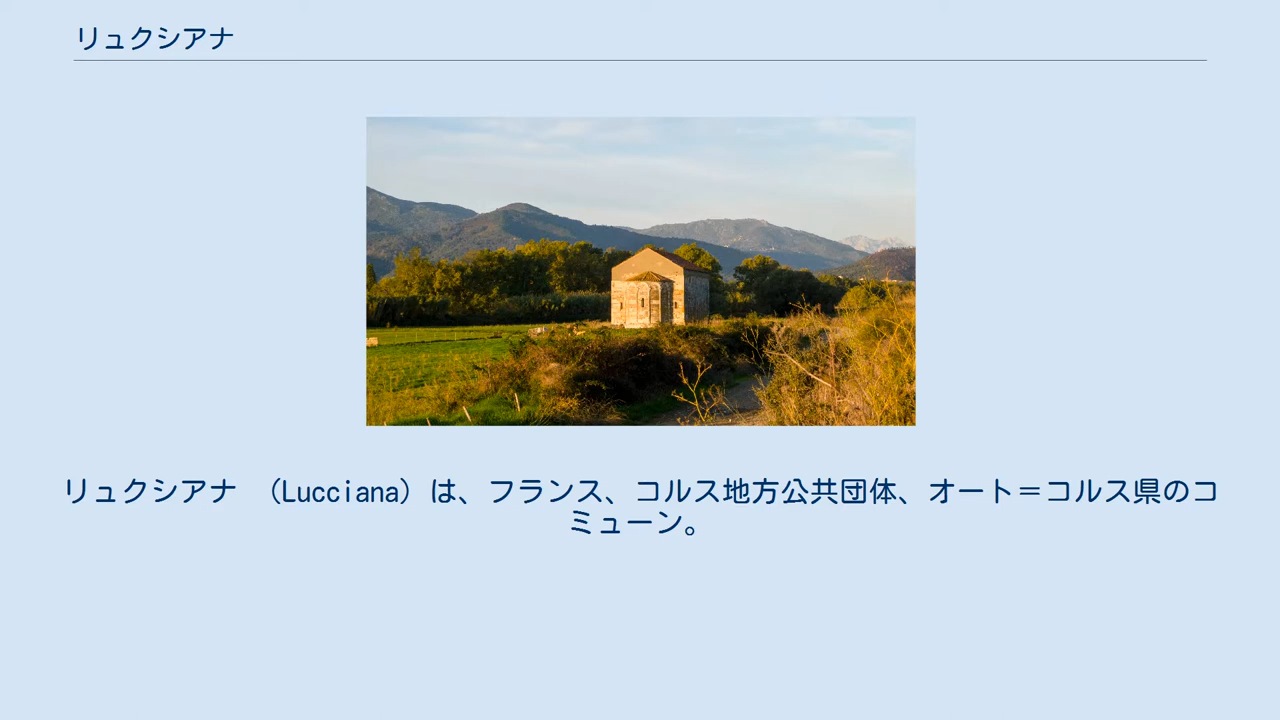 リュクシアナ
リュクシアナ （Lucciana）は、フランス、コルス地方公共団体、オート＝コルス県のコ
ミューン。